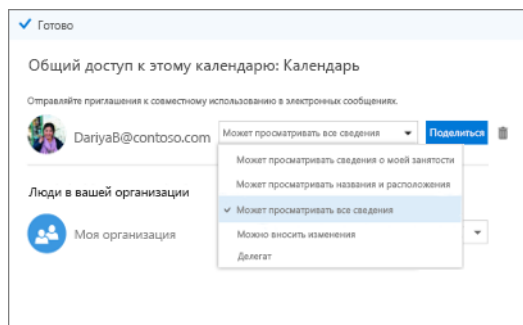 Готово
Общий доступ к этому календарю: Календарь
Отправляйте приглашения к совместному использованию в электронных сообщениях.
DariyaB@contoso.com Может просматривать все сведения Поделиться
Может просматривать сведения о моей занятости
Может просматривать названия и расположения
Может просматривать все сведения
Можно вносить изменения
Делегат
Люди в вашей организации
Моя организация